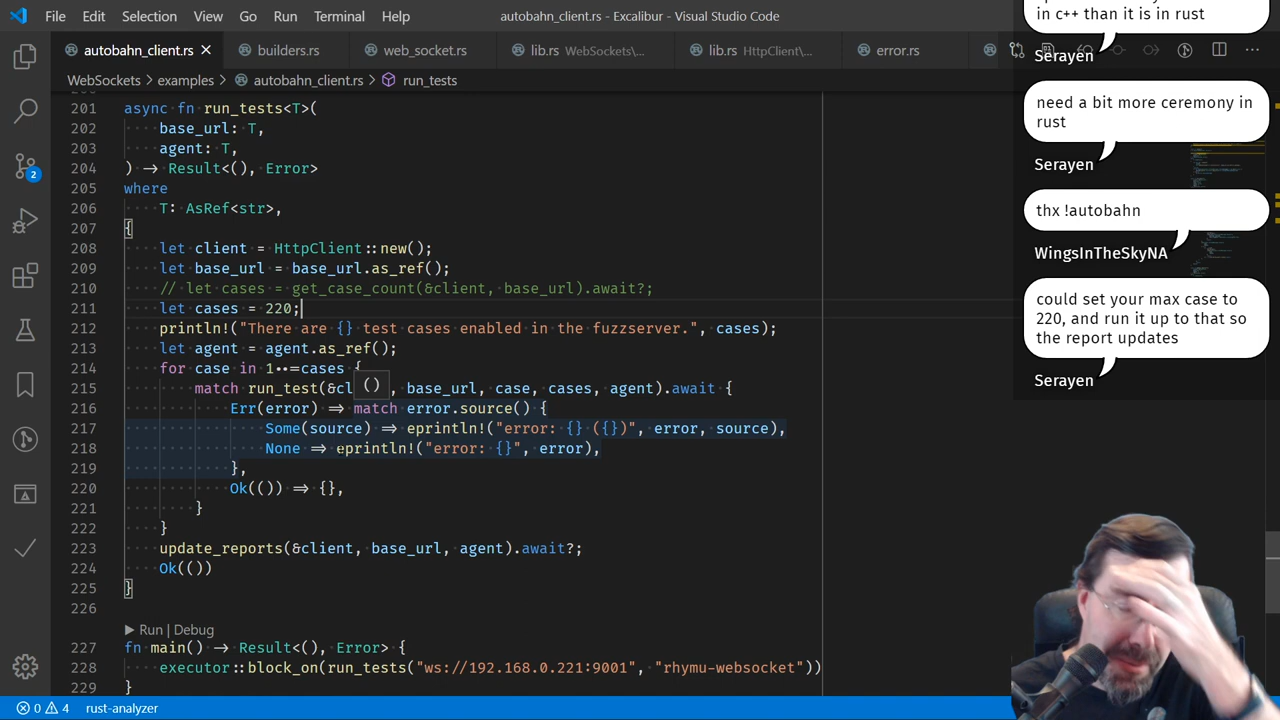 File Edit Selection View Go Run Terminal Help
autobahn_client.rs - Excalibur - Visual Studio Code
autobahn_client.rs
builders.rs
web_socket.rs
lib.rs WebSockets\...
lib.rs HttpClient\...
error.rs
WebSockets > examples > autobahn_client.rs > run_tests
201 async fn run_tests<T>(
202 base_url: T,
203 agent: T,
204 ) -> Result<(), Error>
205 where
206 T: AsRef<str>,
207 {
208 let client = HttpClient::new();
209 let base_url = base_url.as_ref();
210 // let cases = get_case_count(&client, base_url).await?;
211 let cases = 220;
212 println!("There are {} test cases enabled in the fuzzserver.", cases);
213 let agent = agent.as_ref();
214 for case in 1..=cases {
()
215 match run_test(&cl , base_url, case, cases, agent).await {
216 Err(error) => match error.source() {
217 Some(source) => eprintln!("error: {} ({})", error, source),
218 None => eprintln!("error: {}", error),
219 },
220 Ok(()) => {},
221 }
222 }
223 update_reports(&client, base_url, agent).await?;
224 Ok(())
225 }
226
Run | Debug
227 fn main() -> Result<(), Error> {
228 executor::block_on(run_tests("ws://192.168.0.221:9001", "rhymu-websocket"))
229 }
2
0 4 rust-analyzer
in c++ than it is in rust
Serayen
need a bit more ceremony in
rust
Serayen
thx !autobahn
WingsInTheSkyNA
could set your max case to
220, and run it up to that so
the report updates
Serayen